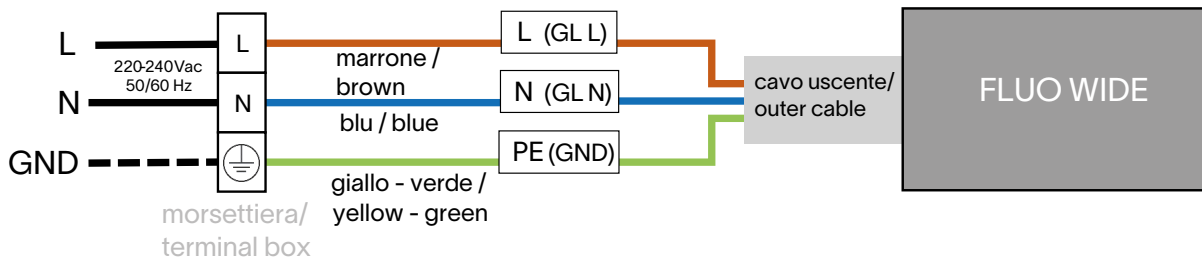 L
220-240Vac
50/60 Hz
L
marrone /
brown
L (GL L)
N
N
blu / blue
N (GL N)
cavo uscente/
outer cable
FLUO WIDE
GND
giallo - verde /
yellow - green
PE (GND)
morsettiera/
terminal box